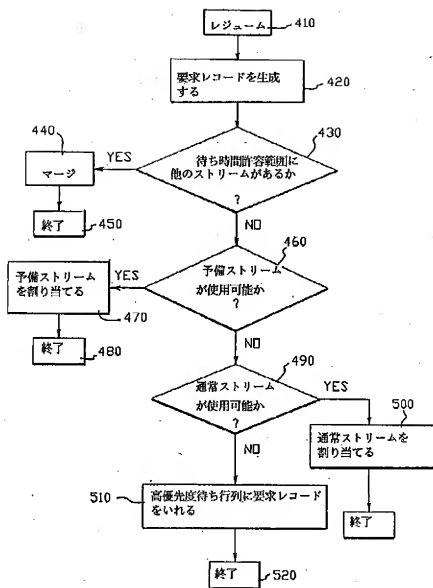 レジューム
410
要求レコードを生成
する
420
430
待ち時間許容範囲に
他のストリームがあるか
?
440
YES
マージ
終了
450
NO
460
予備ストリーム
が使用可能か
?
YES
予備ストリーム
を割り当てる
470
終了
480
NO
490
通常ストリーム
が使用可能か
?
YES
500
通常ストリームを
割り当てる
終了
NO
510
高優先度待ち行列に要求レコード
をいれる
終了
520